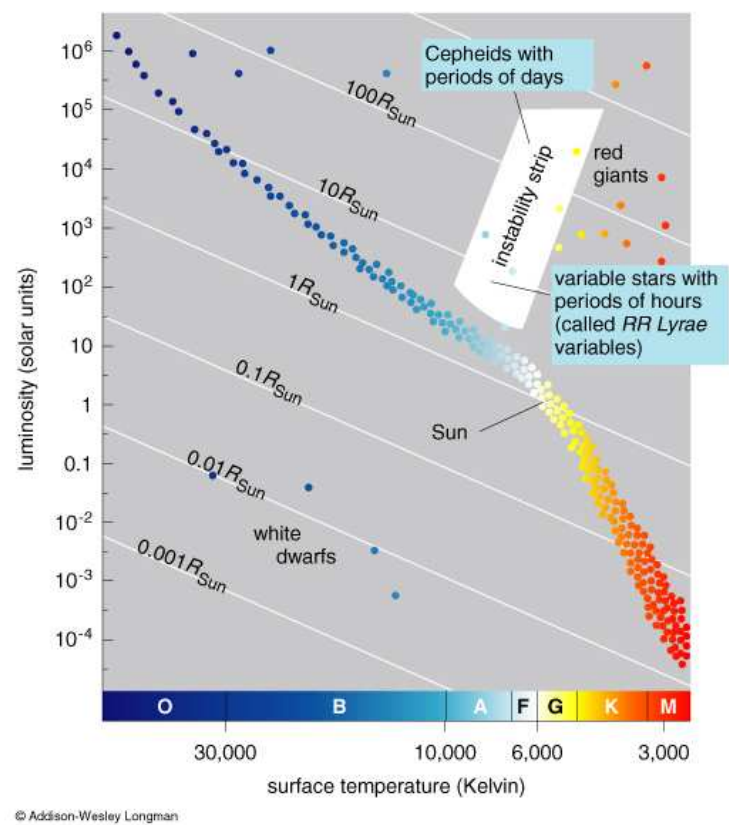 Cepheids with
periods of days
10⁶
10⁵
10⁴
10³
10²
10
1
0.1
10⁻²
10⁻³
10⁻⁴
luminosity (solar units)
100R_Sun
10R_Sun
1R_Sun
0.1R_Sun
0.01R_Sun
0.001R_Sun
instability strip
red
giants
variable stars with
periods of hours
(called RR Lyrae
variables)
Sun
white
dwarfs
O B A F G K M
30,000 10,000 6,000 3,000
surface temperature (Kelvin)
© Addison-Wesley Longman